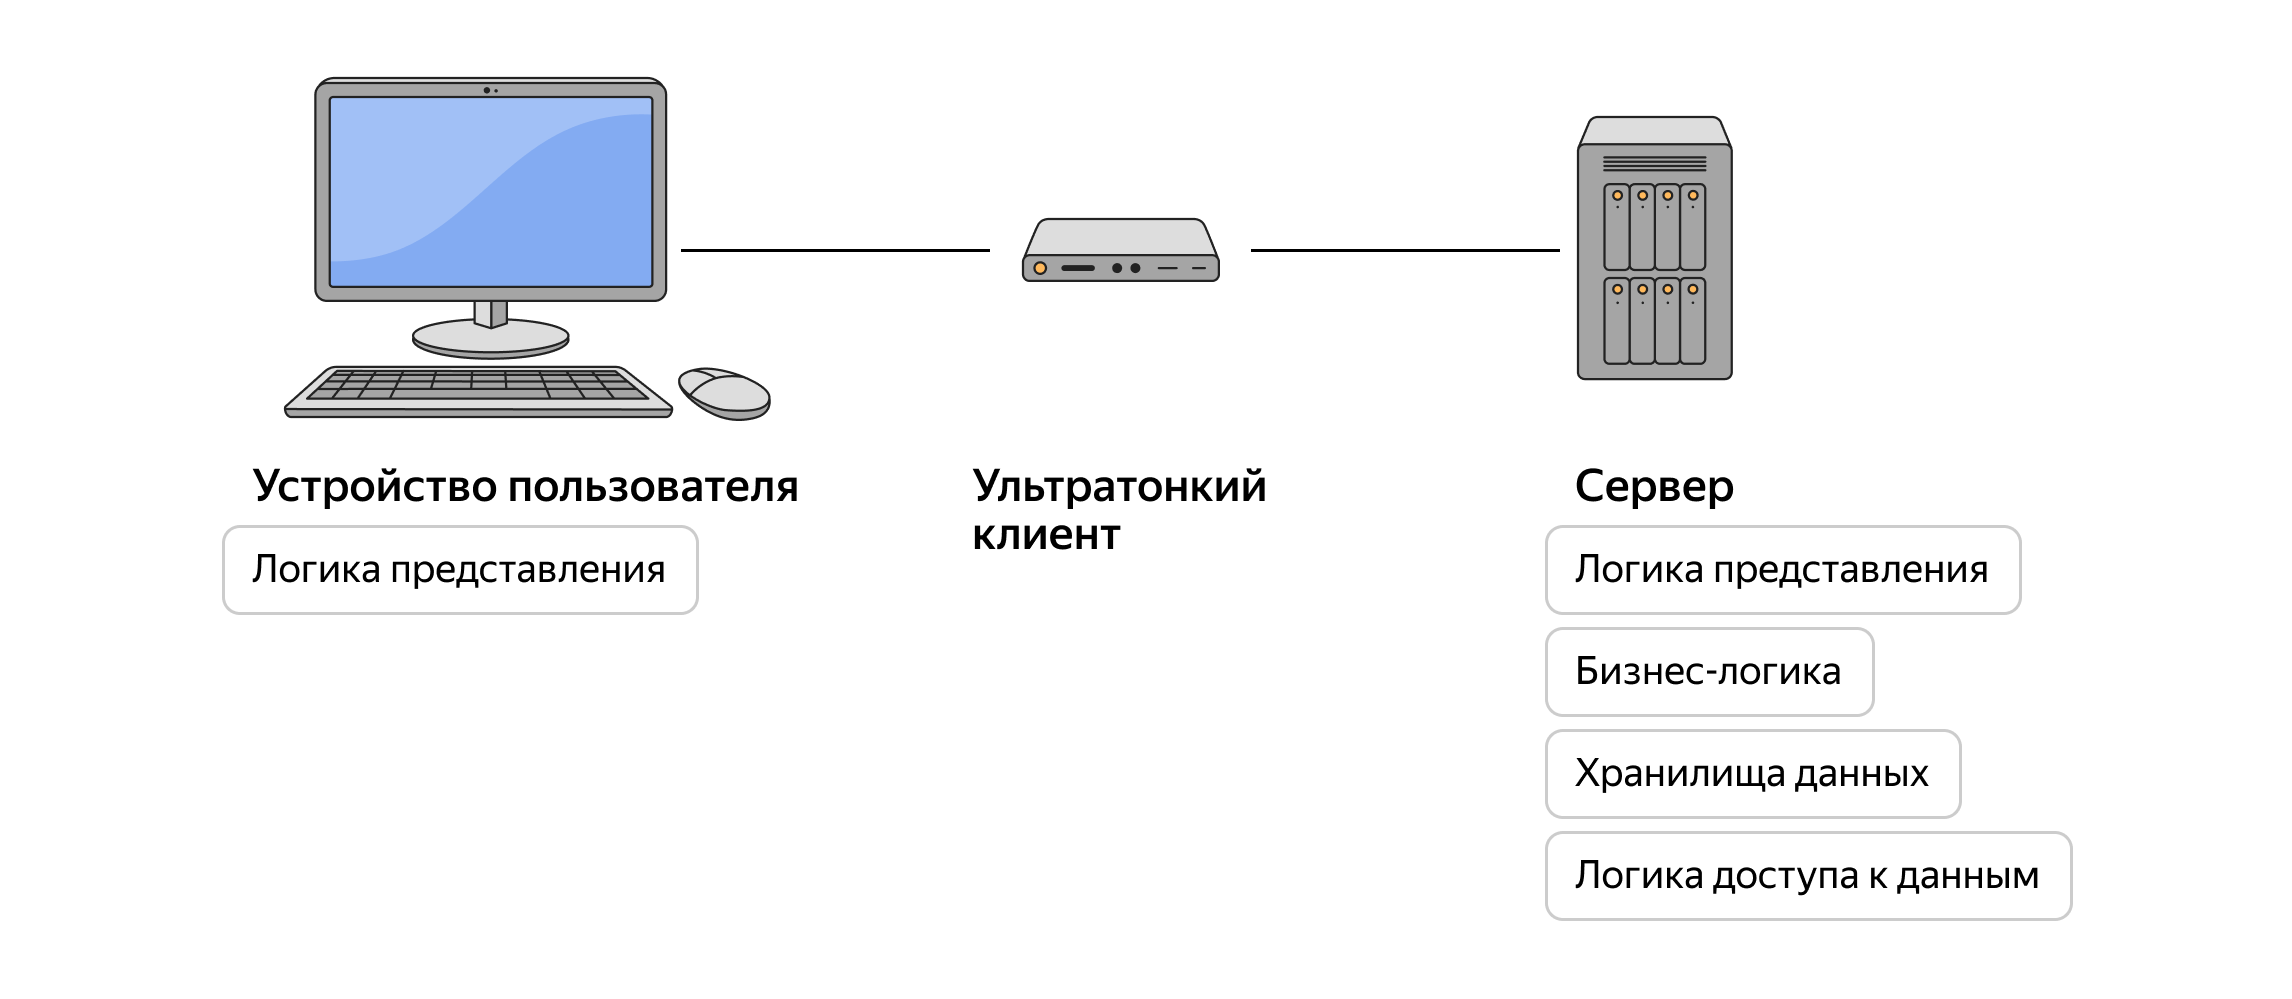 Устройство пользователя
Логика представления
Ультратонкий
клиент
Сервер
Логика представления
Бизнес-логика
Хранилища данных
Логика доступа к данным